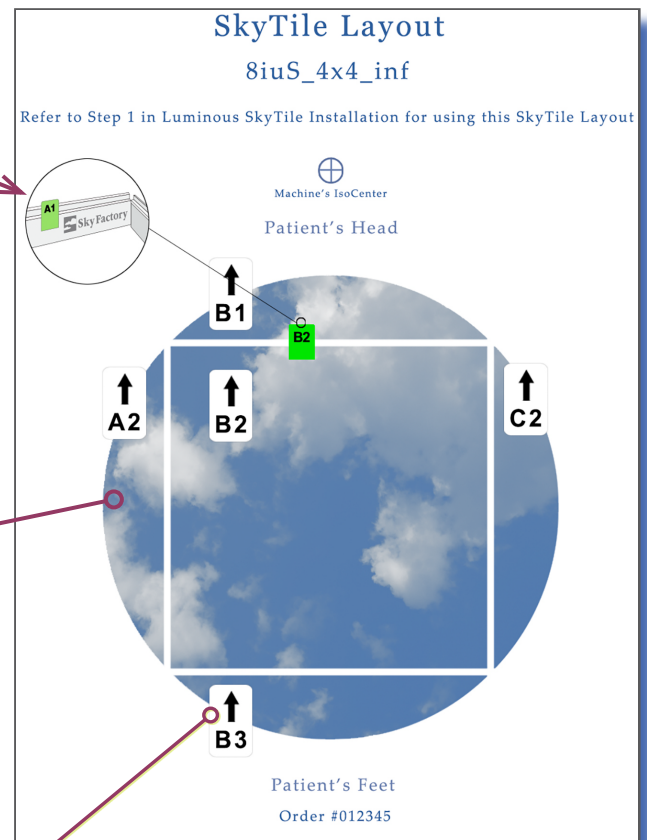 SkyTile Layout
8iuS_4x4_inf
Refer to Step 1 in Luminous SkyTile Installation for using this SkyTile Layout
Machine's IsoCenter
Patient's Head
A1
Sky Factory
B1
B2
A2
B2
C2
B3
Patient's Feet
Order #012345